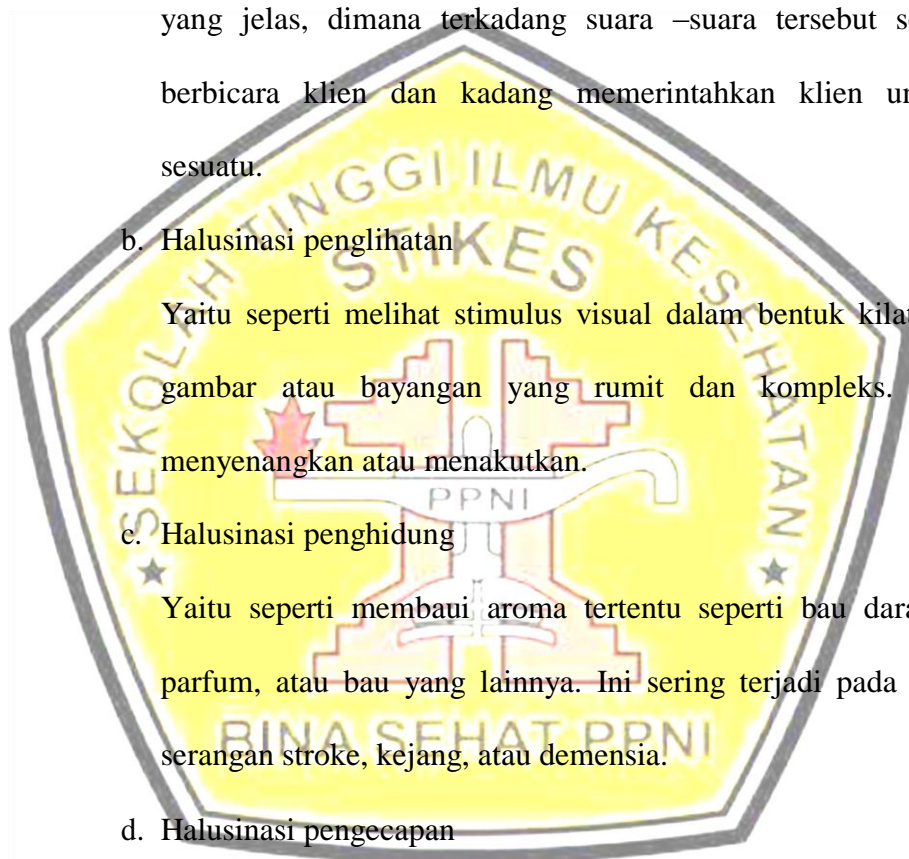 yang jelas, dimana terkadang suara –suara tersebut
berbicara klien dan kadang memerintahkan klien
sesuatu.
SEKOLAH TINGGI ILMU KESEHATAN
STIKES
b. Halusinasi penglihatan
Yaitu seperti melihat stimulus visual dalam bentuk
gambar atau bayangan yang rumit dan kompleks.
menyenangkan atau menakutkan.
PPNI
c. Halusinasi penghidung
Yaitu seperti membaui aroma tertentu seperti bau
parfum, atau bau yang lainnya. Ini sering terjadi pada
BINA SEHAT PPNI
serangan stroke, kejang, atau demensia.
d. Halusinasi pengecapan